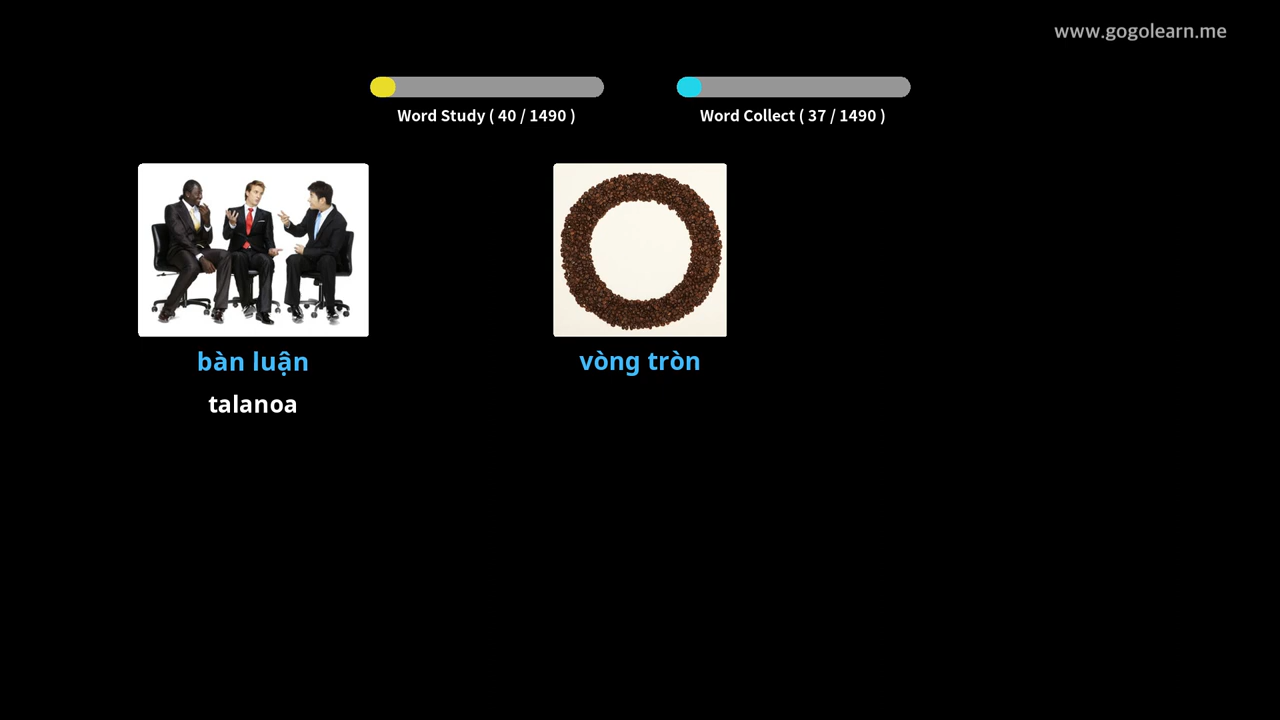 www.gogolearn.me
Word Study ( 40 / 1490 )
Word Collect ( 37 / 1490 )
bàn luận
talanoa
vòng tròn